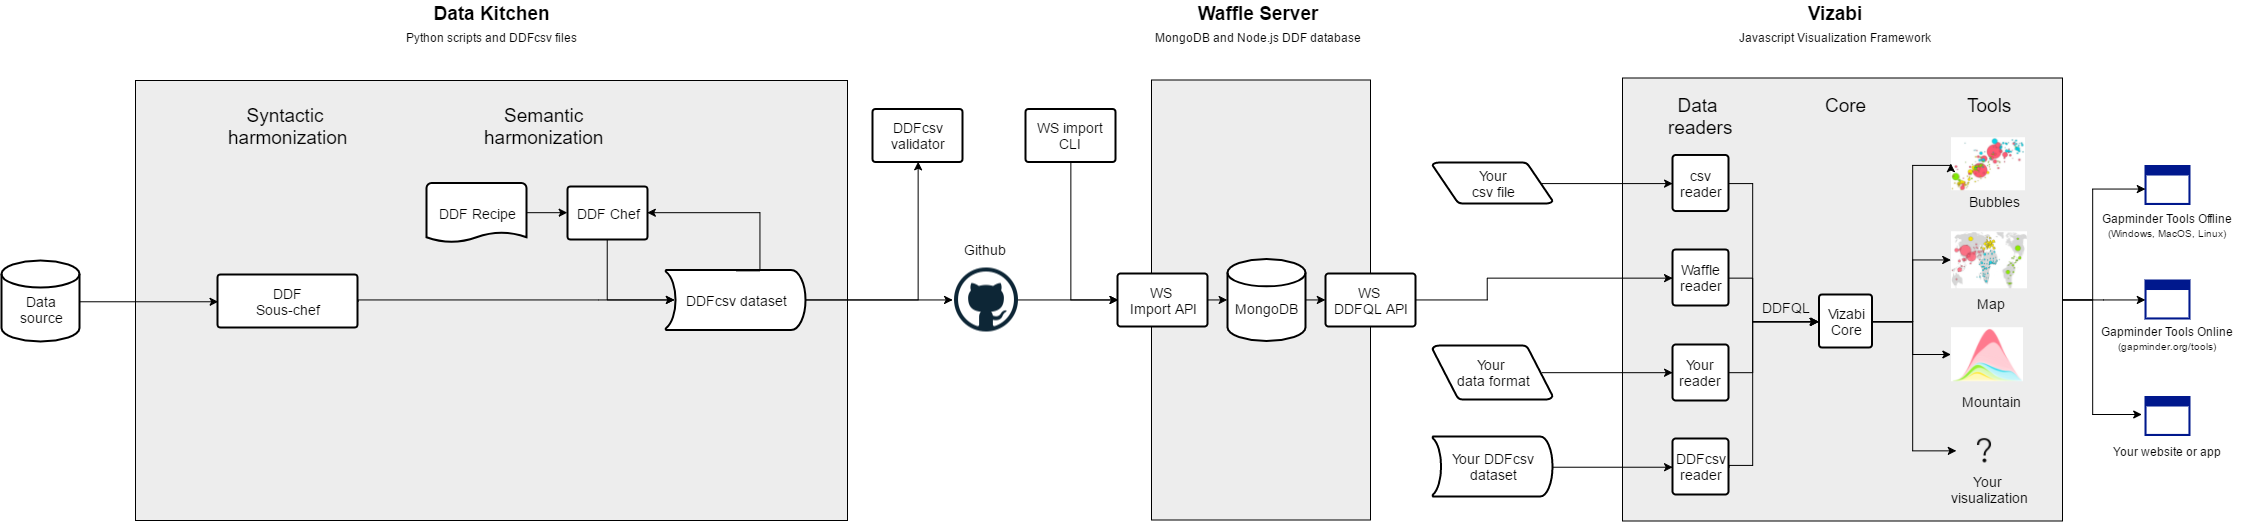 Data Kitchen
Python scripts and DDFcsv files
Waffle Server
MongoDB and Node.js DDF database
Vizabi
Javascript Visualization Framework
Syntactic
harmonization
Semantic
harmonization
DDF Recipe
DDF Chef
Data
source
DDF
Sous-chef
DDFcsv dataset
DDFcsv
validator
Github
WS import
CLI
WS
Import API
MongoDB
WS
DDFQL API
Your
csv file
Your
data format
Your DDFcsv
dataset
Data
readers
csv
reader
Waffle
reader
Your
reader
DDFcsv
reader
DDFQL
Core
Vizabi
Core
Tools
Bubbles
Map
Mountain
?
Your
visualization
Gapminder Tools Offline
(Windows, MacOS, Linux)
Gapminder Tools Online
(gapminder.org/tools)
Your website or app